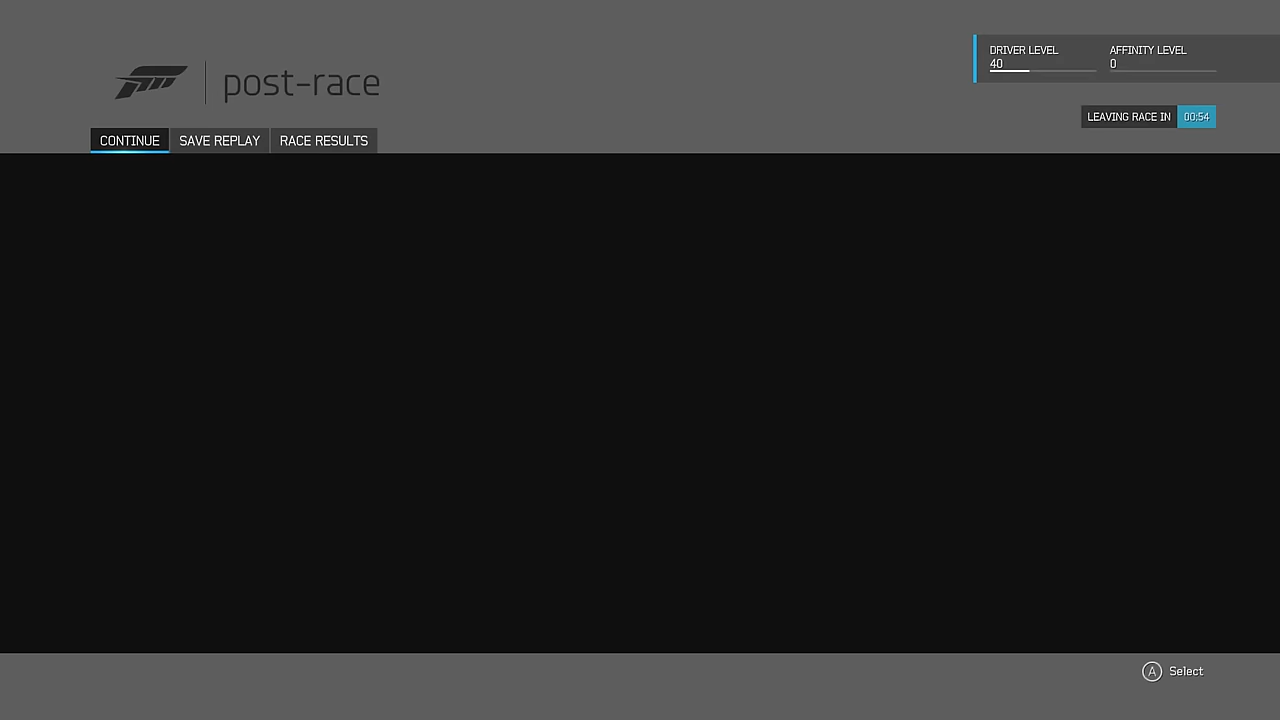 post-race
DRIVER LEVEL
40
AFFINITY LEVEL
0
LEAVING RACE IN 00:54
CONTINUE SAVE REPLAY RACE RESULTS
A Select